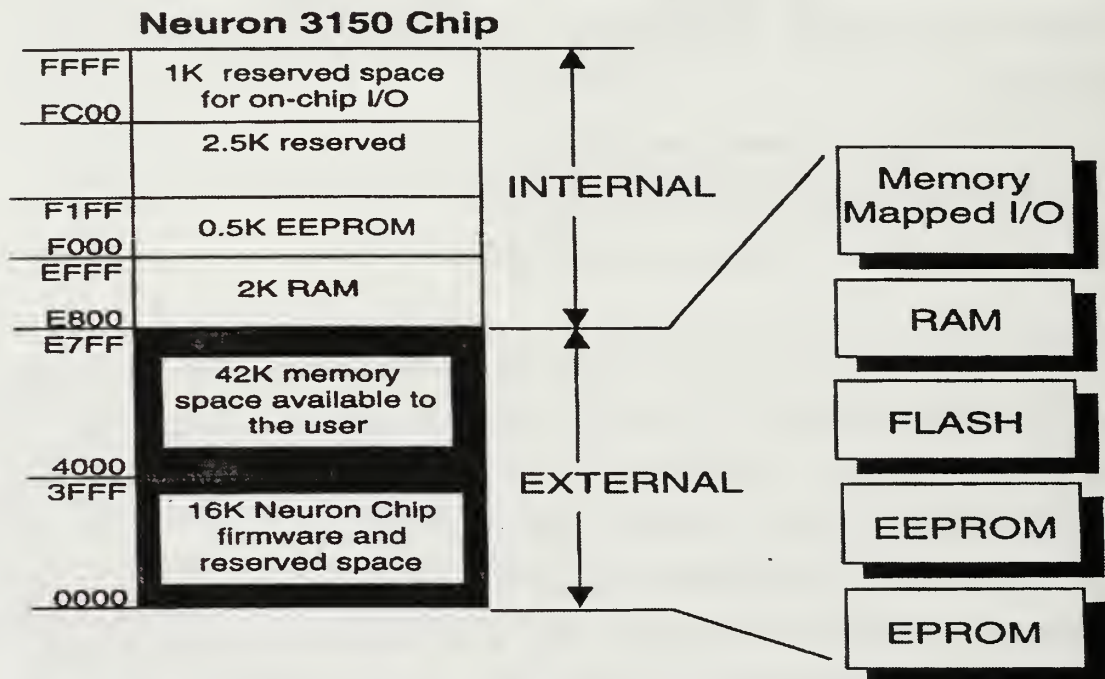 Neuron 3150 Chip
FFFF
1K reserved space
for on-chip I/O
FC00
2.5K reserved
F1FF
0.5K EEPROM
F000
EFFF
2K RAM
E800
E7FF
42K memory
space available to
the user
4000
3FFF
16K Neuron Chip
firmware and
reserved space
0000
INTERNAL
EXTERNAL
Memory
Mapped I/O
RAM
FLASH
EEPROM
EPROM